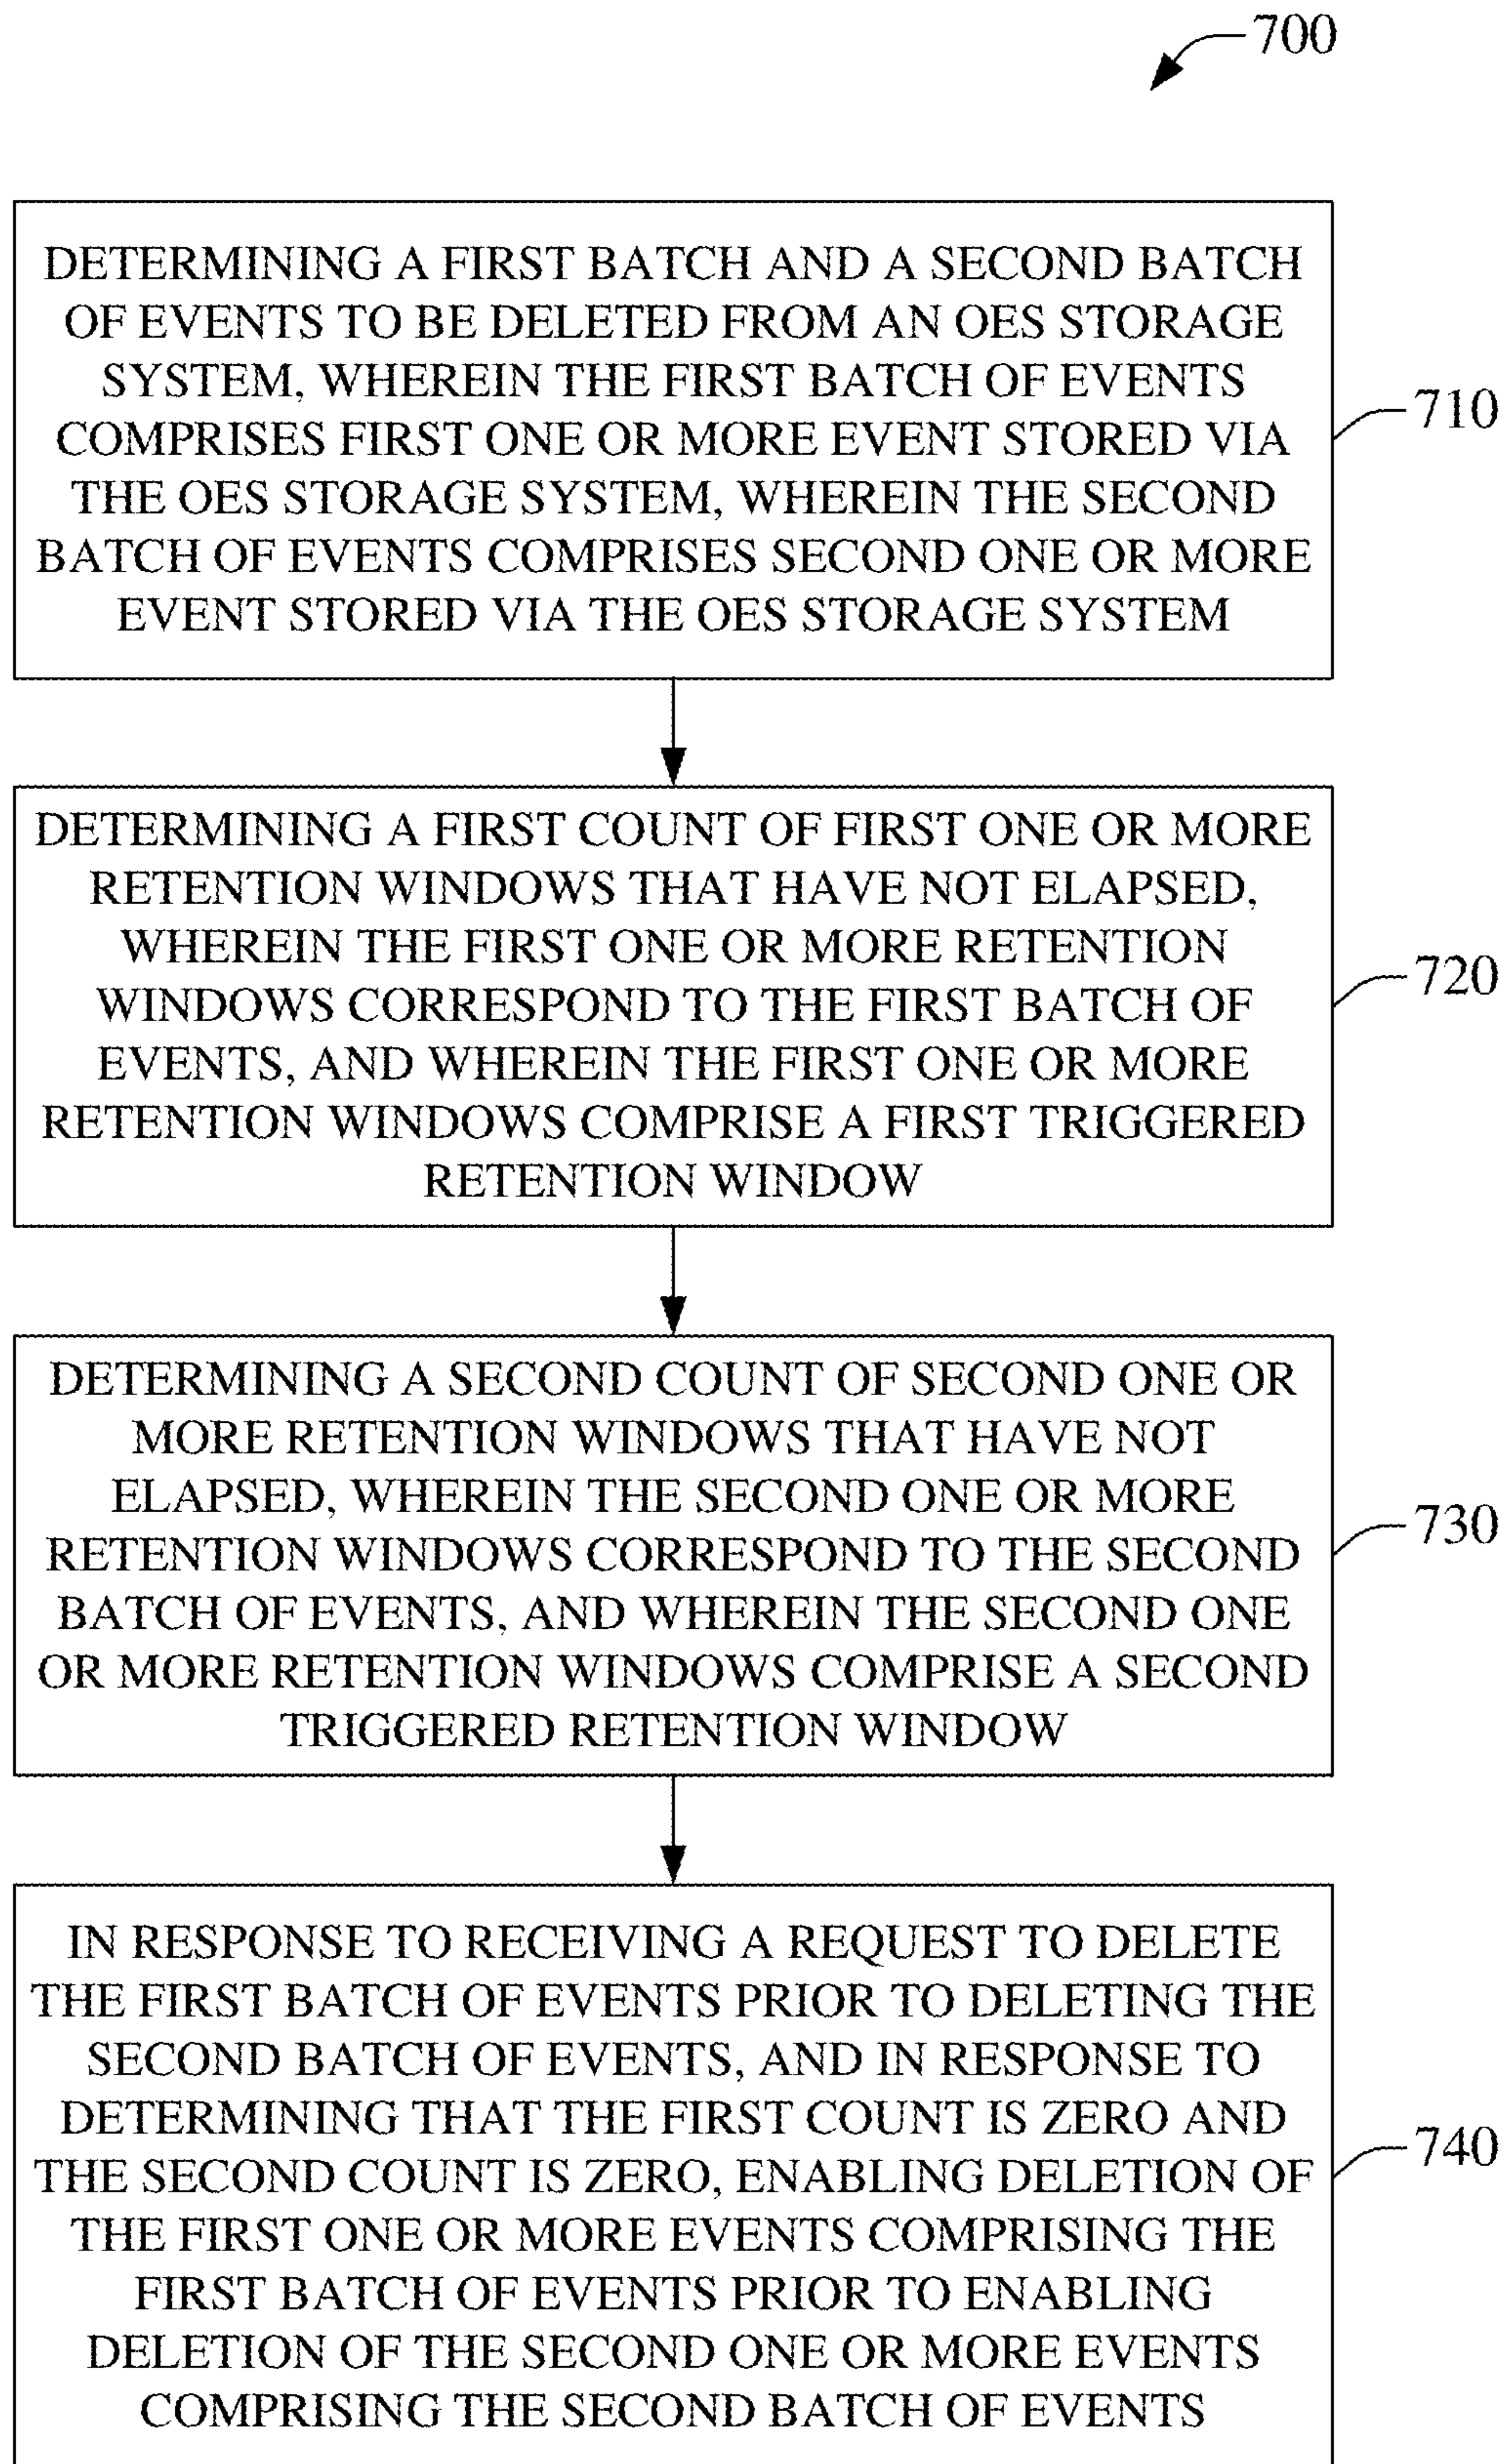 700
DETERMINING A FIRST BATCH AND A SECOND BATCH
OF EVENTS TO BE DELETED FROM AN OES STORAGE
SYSTEM, WHEREIN THE FIRST BATCH OF EVENTS
COMPRISES FIRST ONE OR MORE EVENT STORED VIA
THE OES STORAGE SYSTEM, WHEREIN THE SECOND
BATCH OF EVENTS COMPRISES SECOND ONE OR MORE
EVENT STORED VIA THE OES STORAGE SYSTEM
710
DETERMINING A FIRST COUNT OF FIRST ONE OR MORE
RETENTION WINDOWS THAT HAVE NOT ELAPSED,
WHEREIN THE FIRST ONE OR MORE RETENTION
WINDOWS CORRESPOND TO THE FIRST BATCH OF
EVENTS, AND WHEREIN THE FIRST ONE OR MORE
RETENTION WINDOWS COMPRISE A FIRST TRIGGERED
RETENTION WINDOW
720
DETERMINING A SECOND COUNT OF SECOND ONE OR
MORE RETENTION WINDOWS THAT HAVE NOT
ELAPSED, WHEREIN THE SECOND ONE OR MORE
RETENTION WINDOWS CORRESPOND TO THE SECOND
BATCH OF EVENTS, AND WHEREIN THE SECOND ONE
OR MORE RETENTION WINDOWS COMPRISE A SECOND
TRIGGERED RETENTION WINDOW
730
IN RESPONSE TO RECEIVING A REQUEST TO DELETE
THE FIRST BATCH OF EVENTS PRIOR TO DELETING THE
SECOND BATCH OF EVENTS, AND IN RESPONSE TO
DETERMINING THAT THE FIRST COUNT IS ZERO AND
THE SECOND COUNT IS ZERO, ENABLING DELETION OF
THE FIRST ONE OR MORE EVENTS COMPRISING THE
FIRST BATCH OF EVENTS PRIOR TO ENABLING
DELETION OF THE SECOND ONE OR MORE EVENTS
COMPRISING THE SECOND BATCH OF EVENTS
740